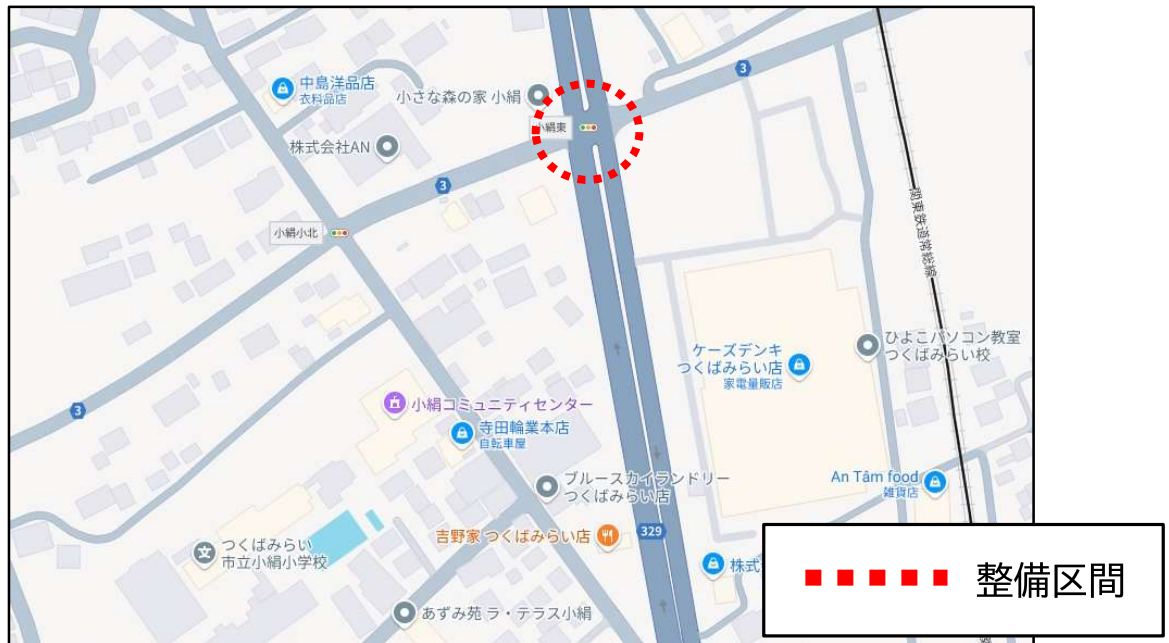 中島洋品店
衣料品店
小さな森の家 小絹
3
小絹東
株式会社AN
3
小絹小北
関東鉄道常総線
ひよこパソコン教室
つくばみらい校
ケーズデンキ
つくばみらい店
家電量販店
3
小絹コミュニティセンター
寺田輪業本店
自転車屋
ブルースカイランドリー
つくばみらい店
An Tâm food
雑貨店
吉野家 つくばみらい店
329
つくばみらい
市立小絹小学校
株式
整備区間
あずみ苑 ラ・テラス小絹